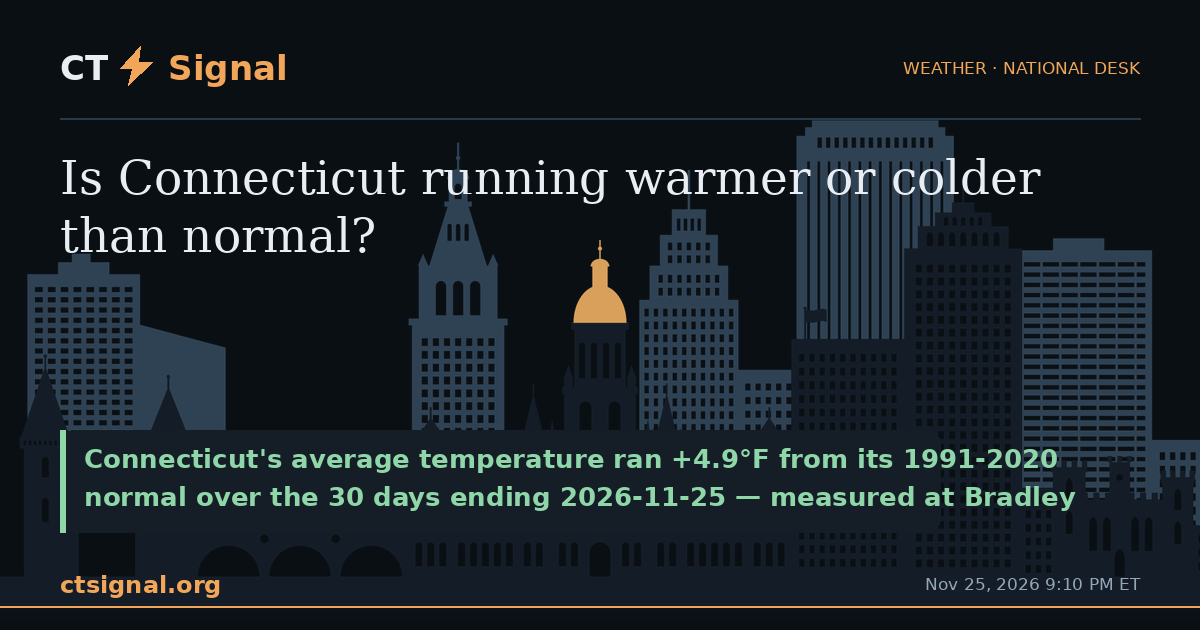 CT Signal
WEATHER · NATIONAL DESK
Is Connecticut running warmer or colder
than normal?
Connecticut's average temperature ran +4.9°F from its 1991-2020
normal over the 30 days ending 2026-11-25 — measured at Bradley
ctsignal.org
Nov 25, 2026 9:10 PM ET